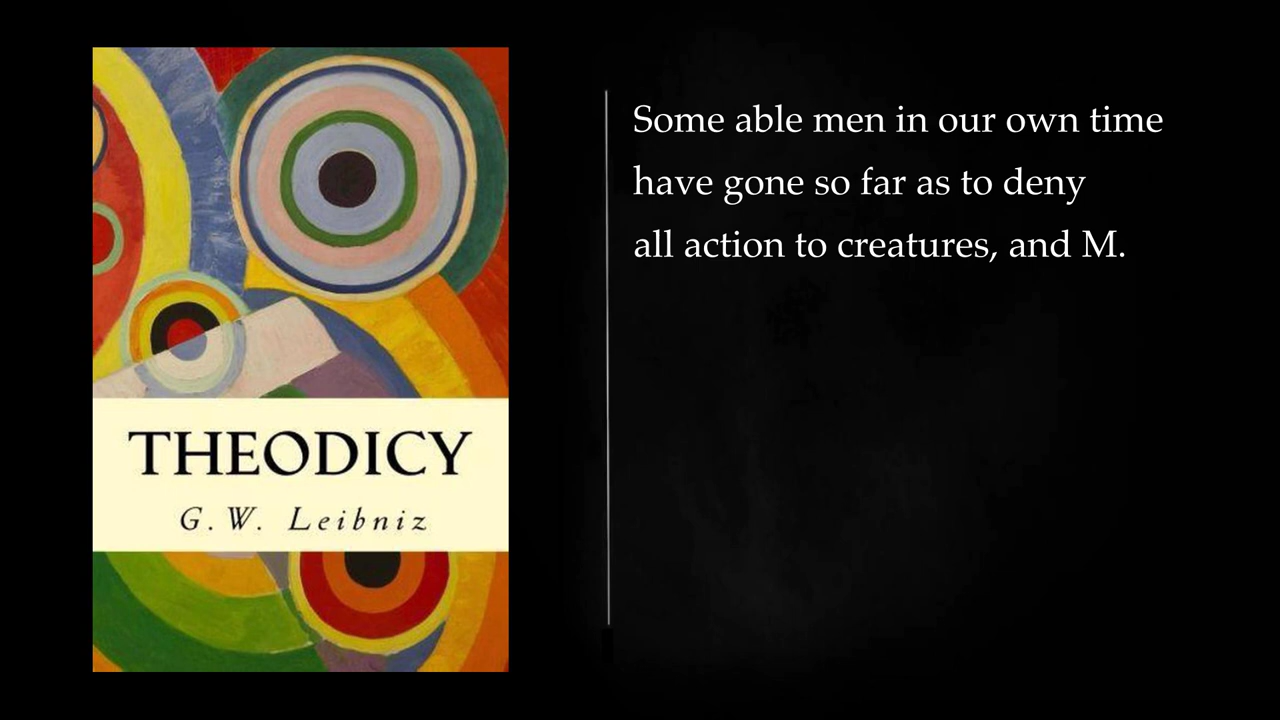 THEODICY
G. W. Leibniz
Some able men in our own time
have gone so far as to deny
all action to creatures, and M.